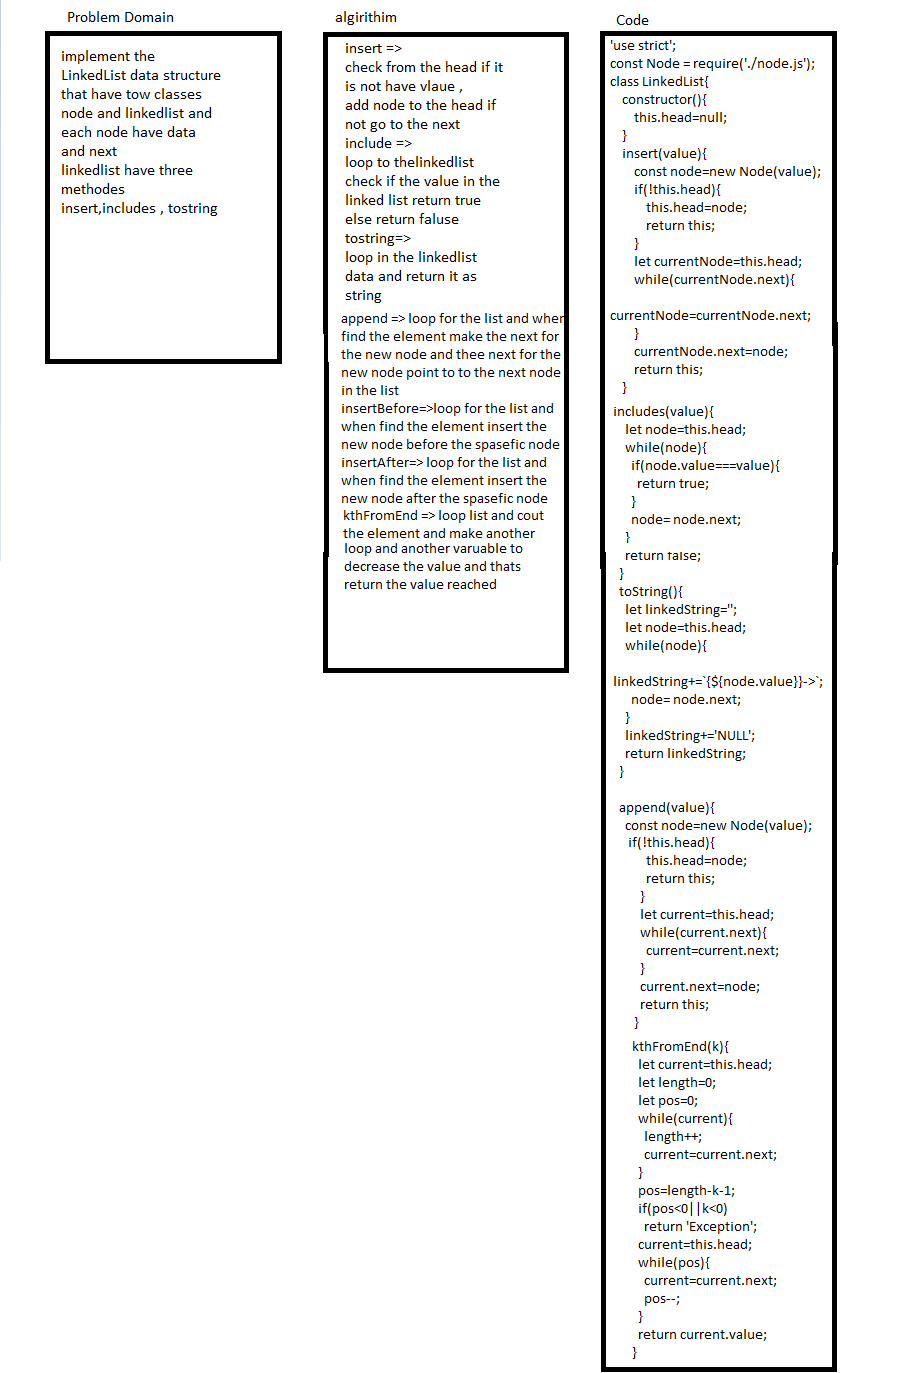 Problem Domain
implement the
LinkedList data structure
that have tow classes
node and linkedlist and
each node have data
and next
linkedlist have three
methodes
insert,includes , tostring
algirithim
insert =>
check from the head if it
is not have vlaue ,
add node to the head if
not go to the next
include =>
loop to thelinkedlist
check if the value in the
linked list return true
else return faluse
tostring=>
loop in the linkedlist
data and return it as
string
append => loop for the list and when
find the element make the next for
the new node and thee next for the
new node point to to the next node
in the list
insertBefore=>loop for the list and
when find the element insert the
new node before the spasefic node
insertAfter=> loop for the list and
when find the element insert the
new node after the spasefic node
kthFromEnd => loop list and cout
the element and make another
loop and another varuable to
decrease the value and thats
return the value reached
Code
'use strict';
const Node = require('./node.js');
class LinkedList{
constructor(){
this.head=null;
}
insert(value){
const node=new Node(value);
if(!this.head){
this.head=node;
return this;
}
let currentNode=this.head;
while(currentNode.next){
currentNode=currentNode.next;
}
currentNode.next=node;
return this;
}
includes(value){
let node=this.head;
while(node){
if(node.value===value){
return true;
}
node= node.next;
}
return false;
}
toString(){
let linkedString='';
let node=this.head;
while(node){
linkedString+=`{${node.value}}->`;
node= node.next;
}
linkedString+='NULL';
return linkedString;
}
append(value){
const node=new Node(value);
if(!this.head){
this.head=node;
return this;
}
let current=this.head;
while(current.next){
current=current.next;
}
current.next=node;
return this;
}
kthFromEnd(k){
let current=this.head;
let length=0;
let pos=0;
while(current){
length++;
current=current.next;
}
pos=length-k-1;
if(pos<0||k<0)
return 'Exception';
current=this.head;
while(pos){
current=current.next;
pos--;
}
return current.value;
}